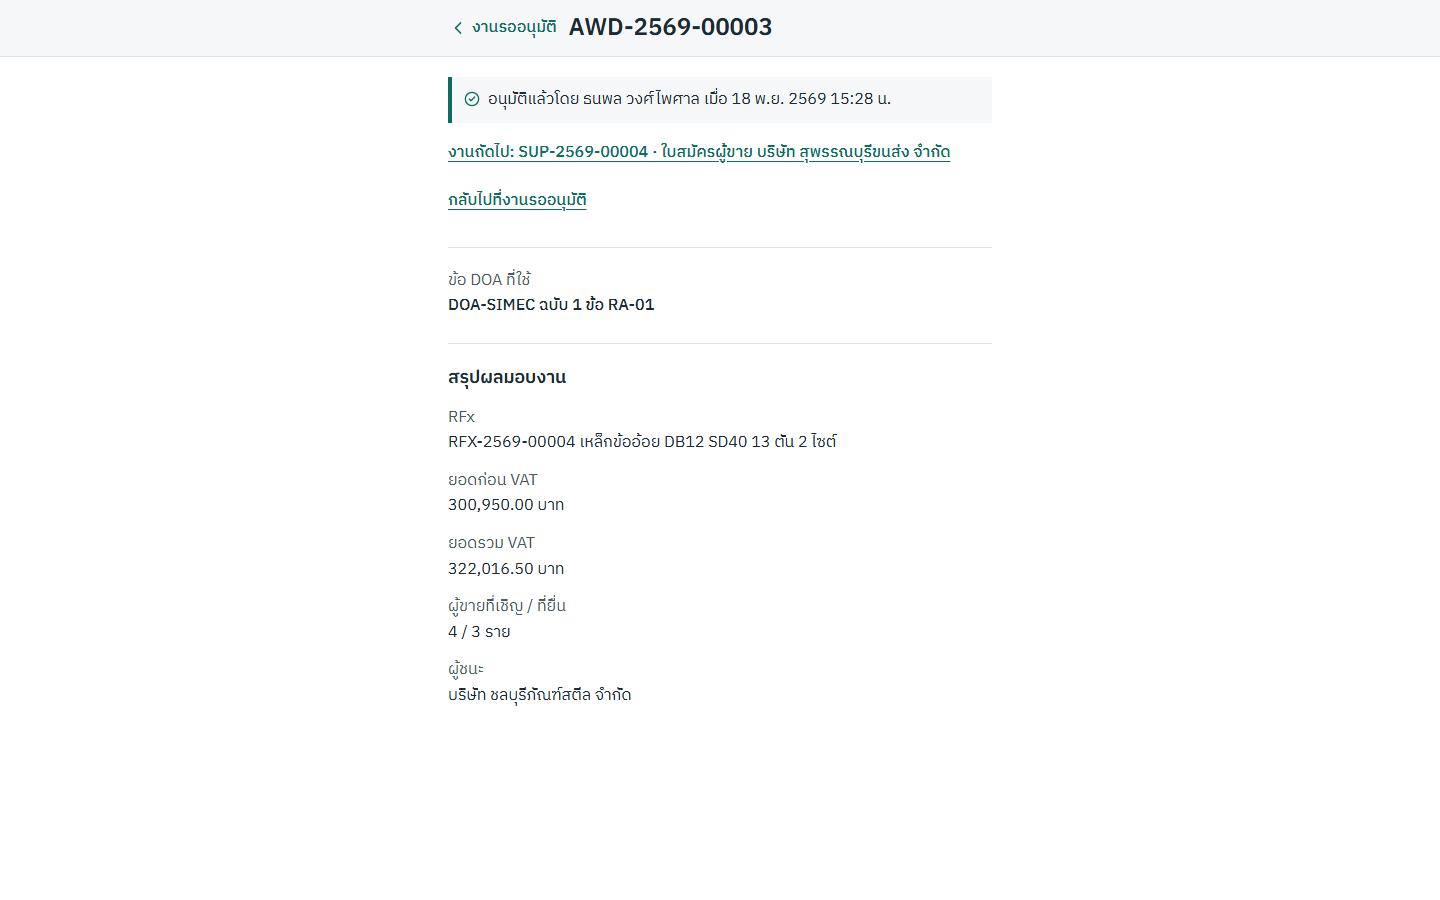 งานรออนุมัติ AWD-2569-00003
อนุมัติแล้วโดย ธนพล วงศ์ไพศาล เมื่อ 18 พ.ย. 2569 15:28 น.
งานถัดไป: SUP-2569-00004 · ใบสมัครผู้ขาย บริษัท สุพรรณบุรีขนส่ง จำกัด
กลับไปที่งานรออนุมัติ
ข้อ DOA ที่ใช้
DOA-SIMEC ฉบับ 1 ข้อ RA-01
สรุปผลมอบงาน
RFx
RFX-2569-00004 เหล็กข้ออ้อย DB12 SD40 13 ตัน 2 ไซต์
ยอดก่อน VAT
300,950.00 บาท
ยอดรวม VAT
322,016.50 บาท
ผู้ขายที่เชิญ / ที่ยื่น
4 / 3 ราย
ผู้ชนะ
บริษัท ชลบุรีภัณฑ์สตีล จำกัด